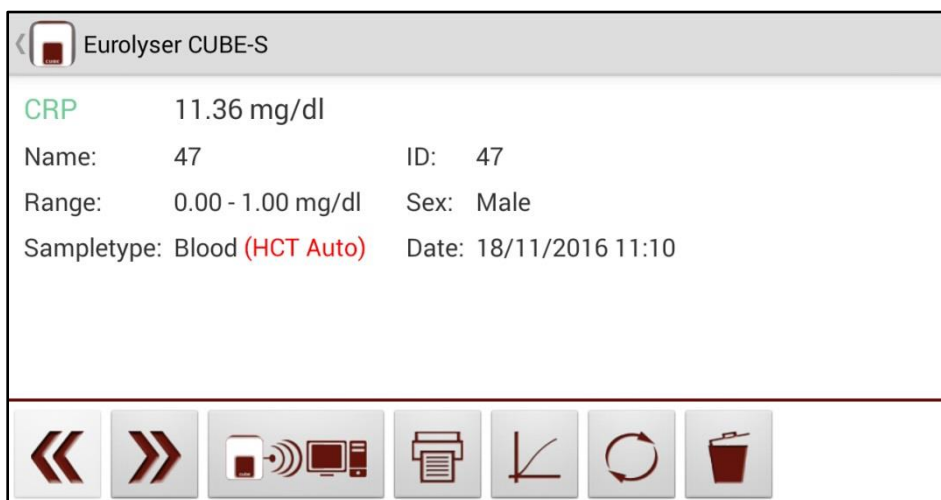 Eurolyser CUBE-S
CRP 11.36 mg/dl
Name: 47 ID: 47
Range: 0.00 - 1.00 mg/dl Sex: Male
Sampletype: Blood (HCT Auto) Date: 18/11/2016 11:10